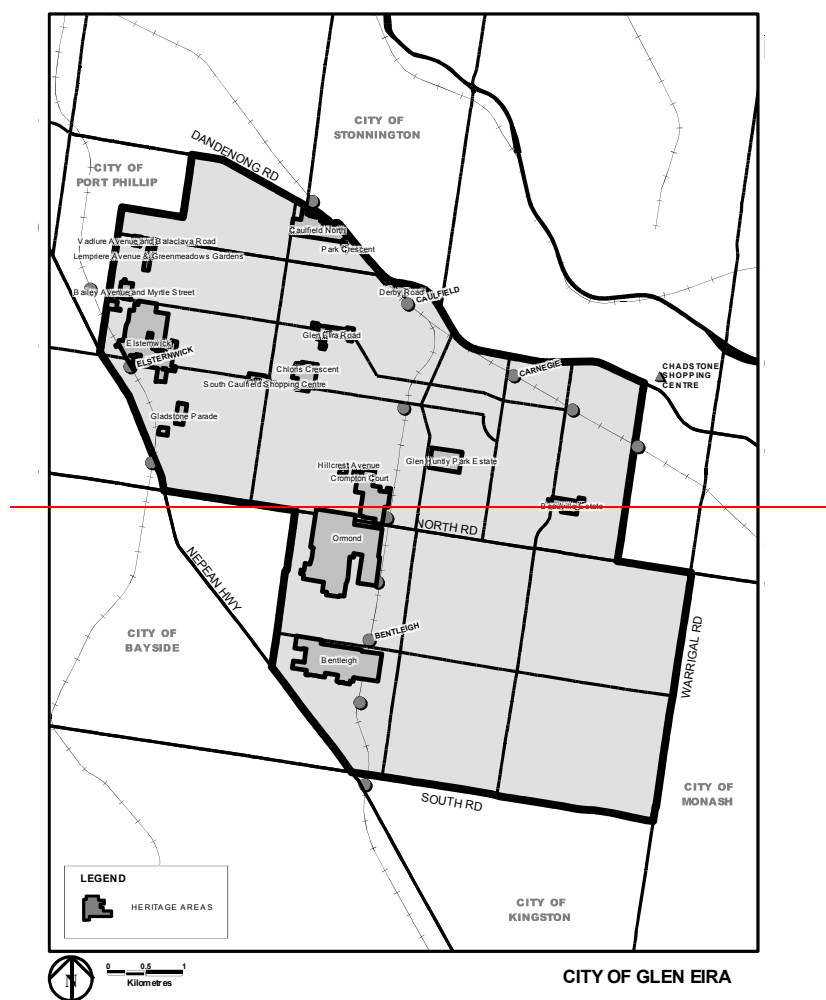 CITY OF
STONNINGTON
DANDENONG RD
CITY OF
PORT PHILLIP
Caulfield North
Vadlure Avenue and Balaclava Road
Park Crescent
Lempriere Avenue & Greenmeadows Gardens
Bailey Avenue and Myrtle Street
Derby Road
CAULFIELD
Glen Eira Road
Elsternwick
ELSTERNWICK
CARNEGIE
CHADSTONE
SHOPPING
CENTRE
Chloris Crescent
South Caulfield Shopping Centre
Gladstone Parade
Hillcrest Avenue
Glen Huntly Park Estate
Crompton Court
Beauville Estate
NORTH RD
Ormond
NEPEAN HWY
BENTLEIGH
CITY OF
BAYSIDE
Bentleigh
WARRIGAL RD
CITY OF
MONASH
SOUTH RD
LEGEND
HERITAGE AREAS
CITY OF
KINGSTON
N
0 0.5 1
Kilometres
CITY OF GLEN EIRA